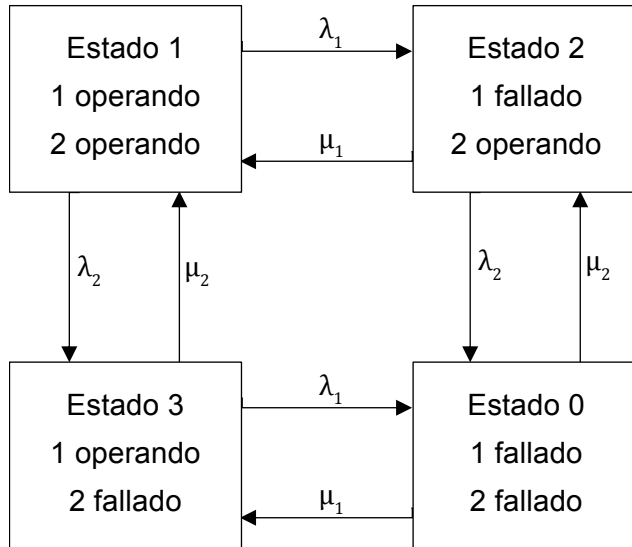 Estado 1
1 operando
2 operando
λ₁
μ₁
Estado 2
1 fallado
2 operando
λ₂
μ₂
λ₂
μ₂
Estado 3
1 operando
2 fallado
λ₁
μ₁
Estado 0
1 fallado
2 fallado